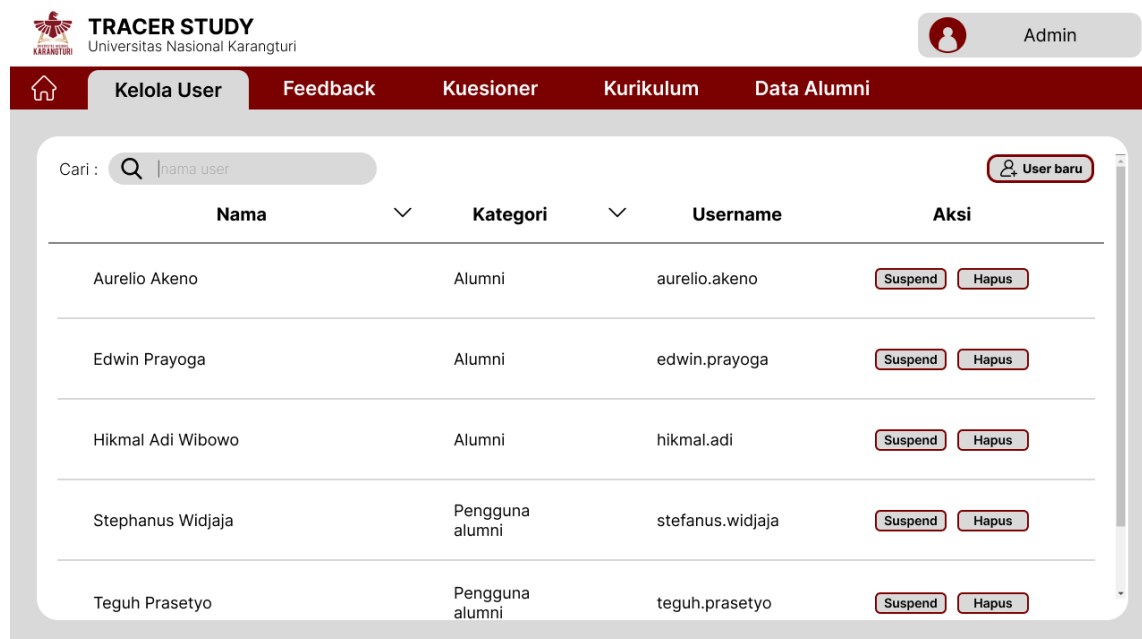 TRACER STUDY
Universitas Nasional Karangturi
KARANGTURI
Admin
Kelola User Feedback Kuesioner Kurikulum Data Alumni
Cari : nama user
User baru
Nama Kategori Username Aksi
Aurelio Akeno Alumni aurelio.akeno Suspend Hapus
Edwin Prayoga Alumni edwin.prayoga Suspend Hapus
Hikmal Adi Wibowo Alumni hikmal.adi Suspend Hapus
Stephanus Widjaja Pengguna alumni stefanus.widjaja Suspend Hapus
Teguh Prasetyo Pengguna alumni teguh.prasetyo Suspend Hapus